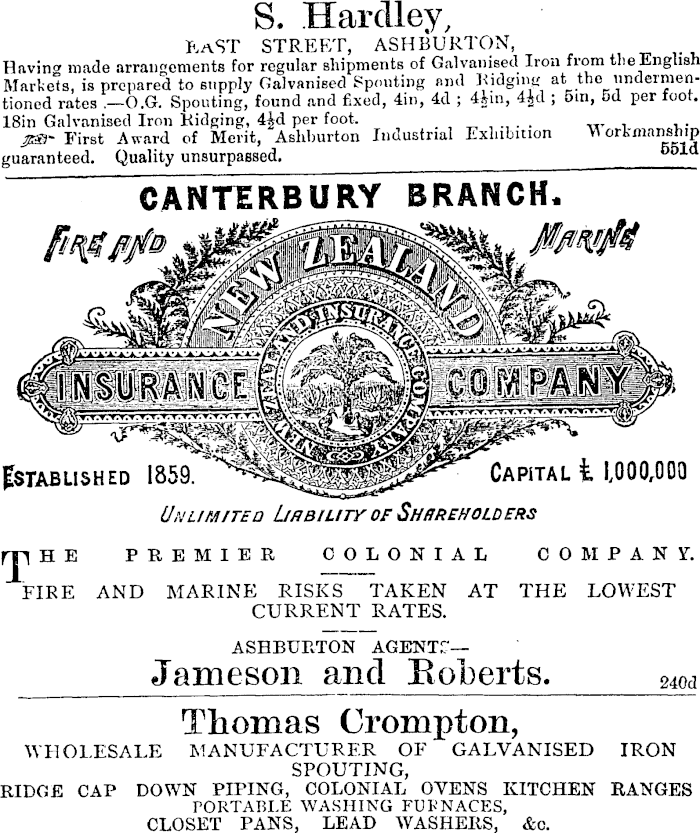 S. Hardley,
EAST STREET, ASHBURTON,
Having made arrangements for regular shipments of Galvanised Iron from the English
Markets, is prepared to supply Galvanised Spouting and Ridging at the undermen-
tioned rates .—O.G. Spouting, found and fixed, 4in, 4d ; 4½in, 4½d ; 5in, 5d per foot.
18in Galvanised Iron Ridging, 4½d per foot.
First Award of Merit, Ashburton Industrial Exhibition Workmanship
guaranteed. Quality unsurpassed. 551d
CANTERBURY BRANCH.
FIRE AND MARINE
NEW ZEALAND
INSURANCE COMPANY
NEW ZEALAND INSURANCE COMPANY
ESTABLISHED 1859. CAPITAL £ 1,000,000
UNLIMITED LIABILITY OF SHAREHOLDERS
THE PREMIER COLONIAL COMPANY.
FIRE AND MARINE RISKS TAKEN AT THE LOWEST
CURRENT RATES.
ASHBURTON AGENTS—
Jameson and Roberts. 240d
Thomas Crompton,
WHOLESALE MANUFACTURER OF GALVANISED IRON
SPOUTING,
RIDGE CAP DOWN PIPING, COLONIAL OVENS KITCHEN RANGES
PORTABLE WASHING FURNACES,
CLOSET PANS, LEAD WASHERS, &c.